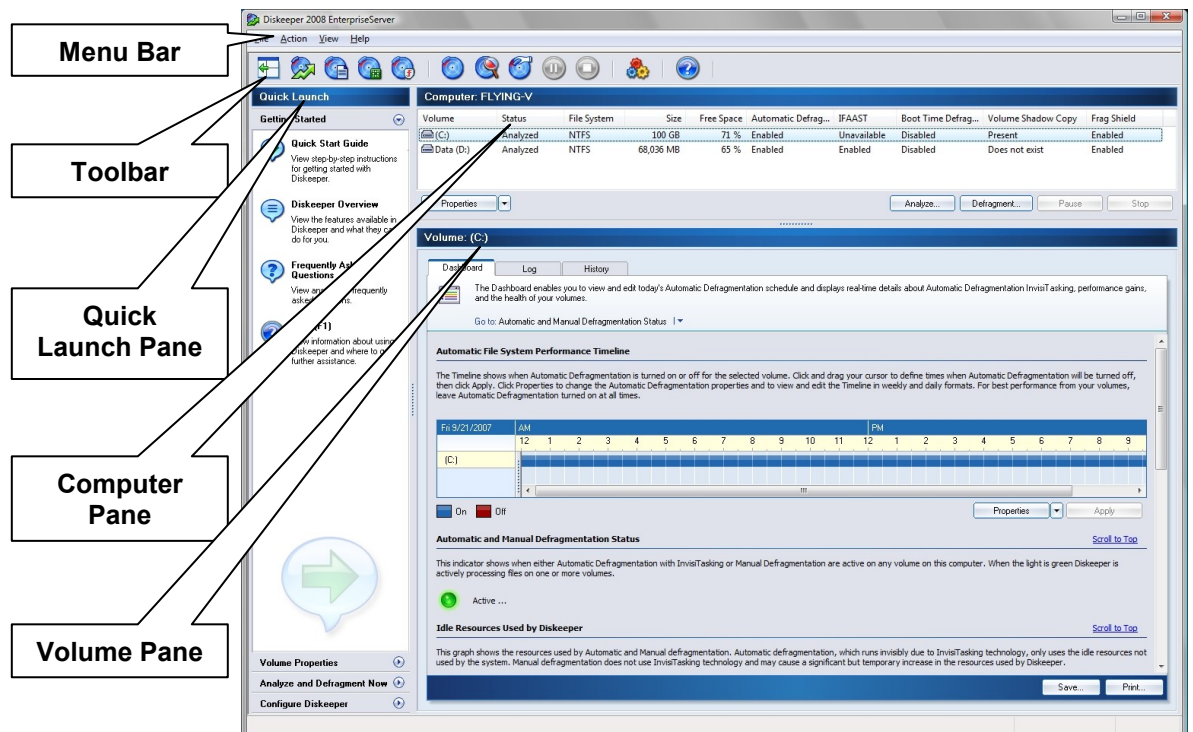 Diskeeper 2008 EnterpriseServer
Menu Bar
Action View Help
Toolbar
Quick Launch Pane
Computer Pane
Volume Pane
Quick Launch
Getting Started
Quick Start Guide
View step-by-step instructions
for getting started with
Diskeeper.
Diskeeper Overview
View the features available in
Diskeeper and what they can
do for you.
Frequently Asked
Questions
frequently
(F1)
information about using
Diskeeper and where to
further assistance.
Volume Properties
Analyze and Defragment Now
Configure Diskeeper
Computer: FLYING-V
Volume Status File System Size Free Space Automatic Defrag... IFAAST Boot Time Defrag... Volume Shadow Copy Frag Shield
(C:) Analyzed NTFS 100 GB 71 % Enabled Unavailable Disabled Present Enabled
Data (D:) Analyzed NTFS 68,036 MB 65 % Enabled Enabled Disabled Does not exist Enabled
Properties Analyze... Defragment... Pause Stop
Volume: (C:)
Dashboard Log History
The Dashboard enables you to view and edit today's Automatic Defragmentation schedule and displays real-time details about Automatic Defragmentation InvisiTasking, performance gains,
and the health of your volumes.
Go to: Automatic and Manual Defragmentation Status
Automatic File System Performance Timeline
The Timeline shows when Automatic Defragmentation is turned on or off for the selected volume. Click and drag your cursor to define times when Automatic Defragmentation will be turned off,
then click Apply. Click Properties to change the Automatic Defragmentation properties and to view and edit the Timeline in weekly and daily formats. For best performance from your volumes,
leave Automatic Defragmentation turned on at all times.
Fri 9/21/2007 AM PM
12 1 2 3 4 5 6 7 8 9 10 11 12 1 2 3 4 5 6 7 8 9
(C:)
On Off Properties Apply
Automatic and Manual Defragmentation Status Scroll to Top
This indicator shows when either Automatic Defragmentation with InvisiTasking or Manual Defragmentation are active on any volume on this computer. When the light is green Diskeeper is
actively processing files on one or more volumes.
Active ...
Idle Resources Used by Diskeeper Scroll to Top
This graph shows the resources used by Automatic and Manual defragmentation. Automatic defragmentation, which runs invisibly due to InvisiTasking technology, only uses the idle resources not
used by the system. Manual defragmentation does not use InvisiTasking technology and may cause a significant but temporary increase in the resources used by Diskeeper.
Save... Print...